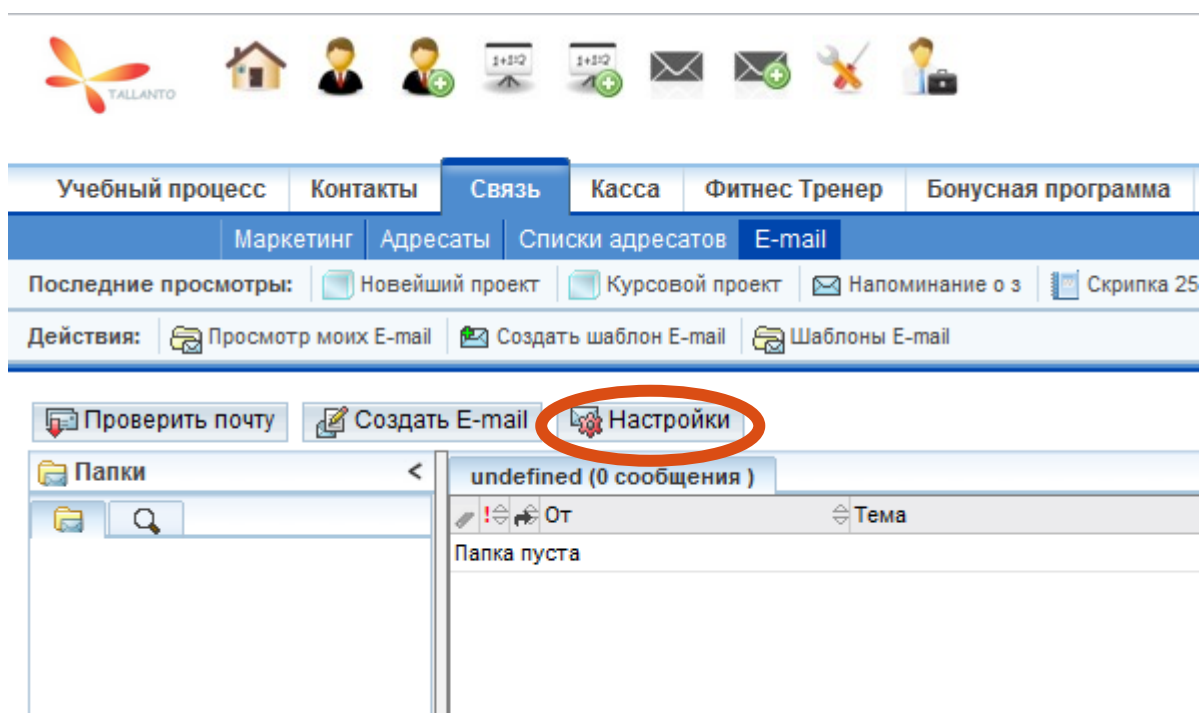 TALLANTO
1+1=2 1+1=2
Учебный процесс Контакты Связь Касса Фитнес Тренер Бонусная программа
Маркетинг Адресаты Списки адресатов E-mail
Последние просмотры: Новейший проект Курсовой проект Напоминание о з Скрипка 25
Действия: Просмотр моих E-mail Создать шаблон E-mail Шаблоны E-mail
Проверить почту Создать E-mail Настройки
Папки < undefined (0 сообщения )
! От Тема
Папка пуста